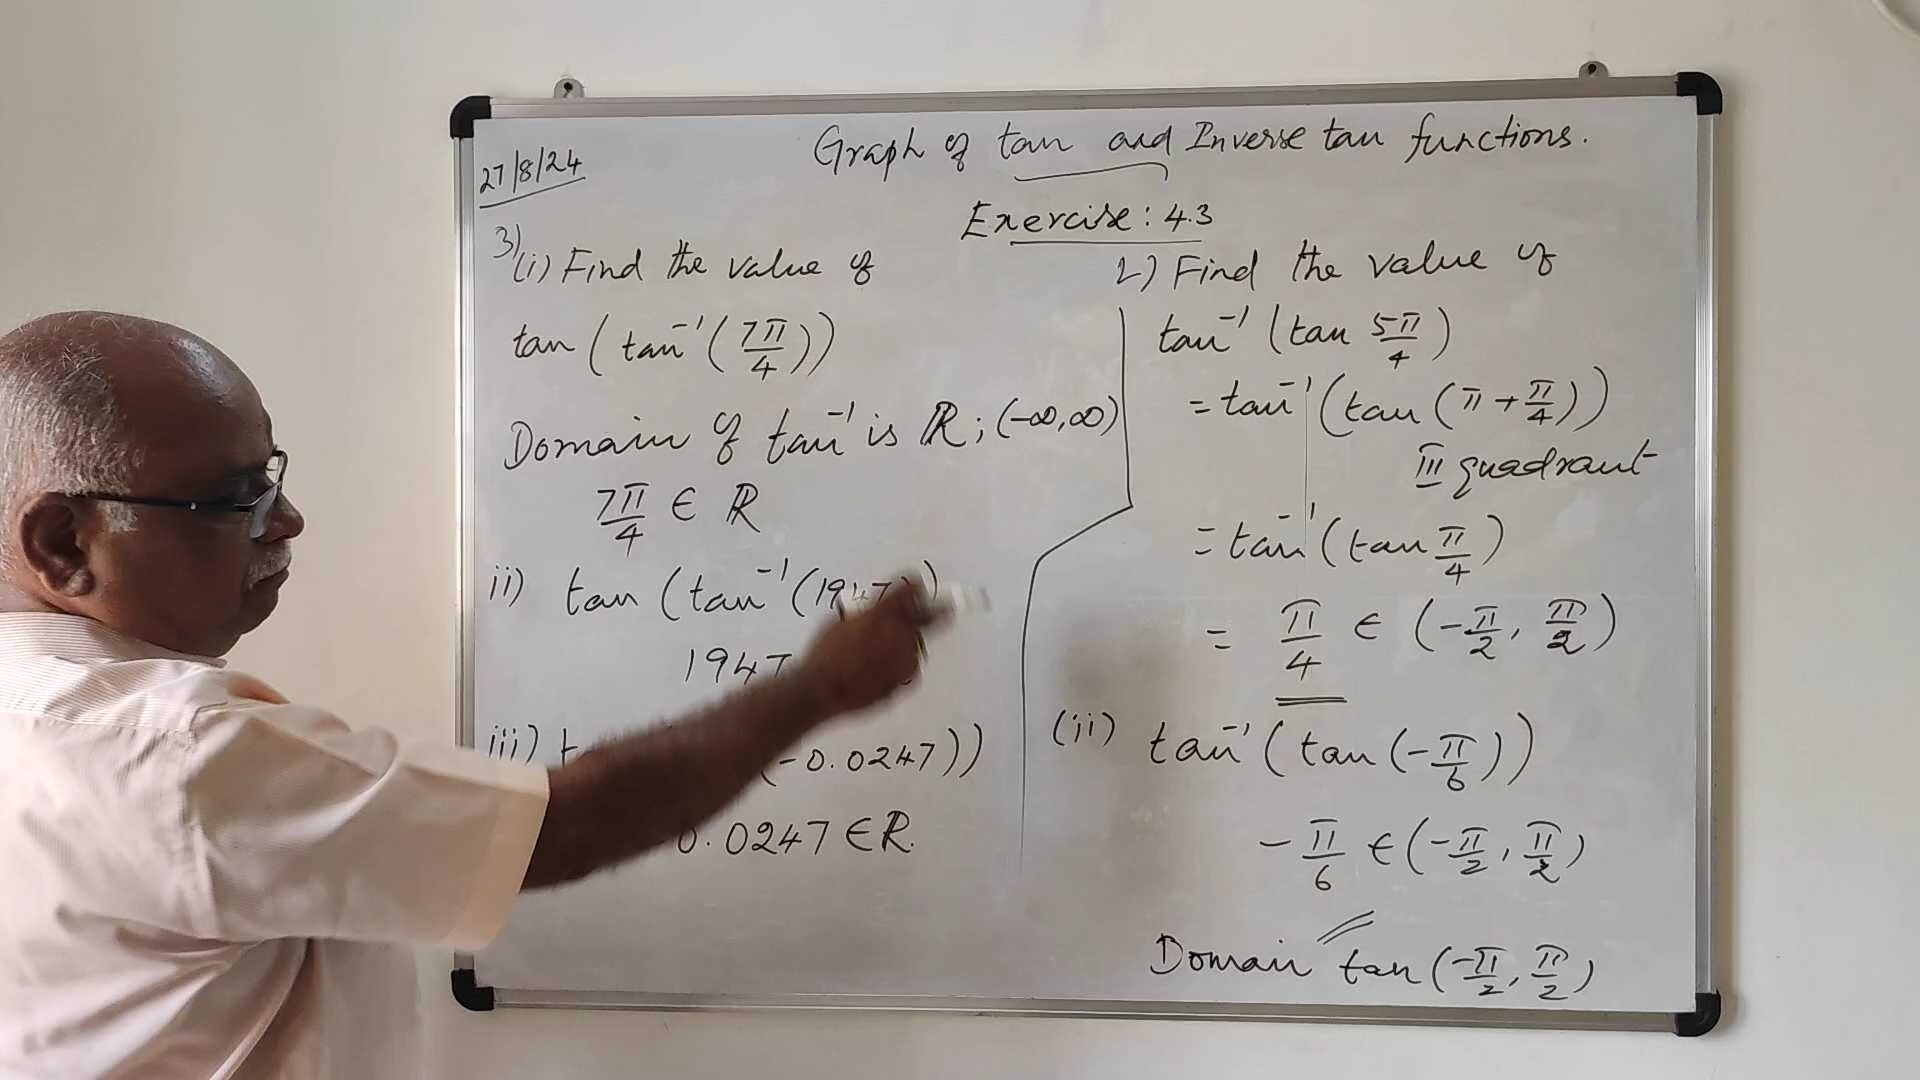 27/8/24
Graph of tan and Inverse tan functions.
Exercise: 4.3
3) (i) Find the value of
tan (tan⁻¹(7π/4))
Domain of tan⁻¹ is ℝ; (-∞,∞)
7π/4 ∈ ℝ
ii) tan (tan⁻¹(1947))
1947
iii) t (-0.0247))
0.0247 ∈ ℝ.
2) Find the value of
tan⁻¹ (tan 5π/4)
= tan⁻¹ (tan (π + π/4))
III quadrant
= tan⁻¹ (tan π/4)
= π/4 ∈ (-π/2, π/2)
(ii) tan⁻¹ (tan (-π/6))
-π/6 ∈ (-π/2, π/2)
Domain tan (-π/2, π/2)